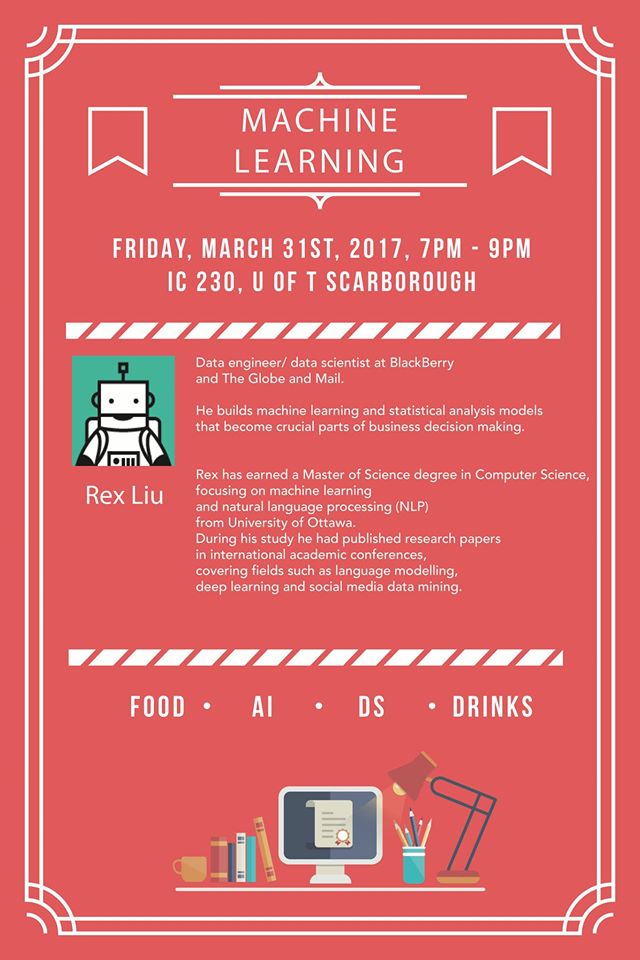 MACHINE
LEARNING
FRIDAY, MARCH 31ST, 2017, 7PM - 9PM
IC 230, U OF T SCARBOROUGH
Data engineer/ data scientist at BlackBerry
and The Globe and Mail.
He builds machine learning and statistical analysis models
that become crucial parts of business decision making.
Rex Liu
Rex has earned a Master of Science degree in Computer Science,
focusing on machine learning
and natural language processing (NLP)
from University of Ottawa.
During his study he had published research papers
in international academic conferences,
covering fields such as language modelling,
deep learning and social media data mining.
FOOD • AI • DS • DRINKS